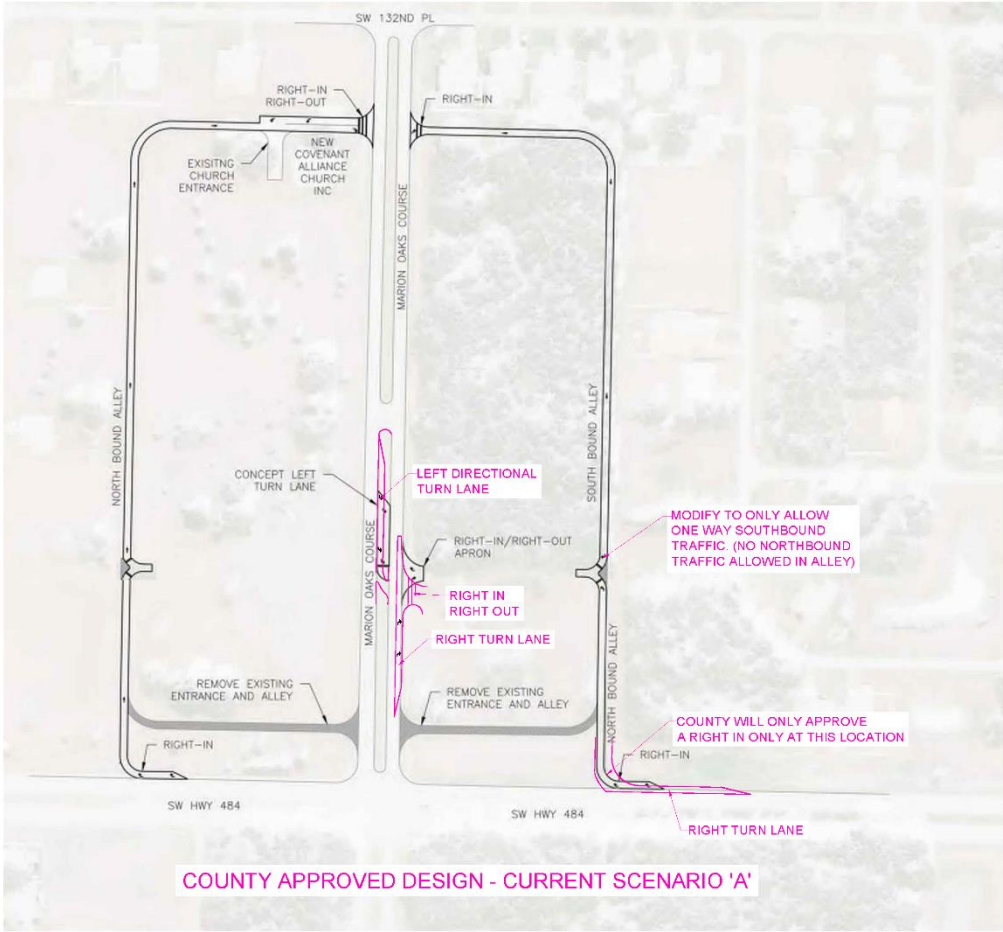 SW 132ND PL
RIGHT-IN
RIGHT-OUT
RIGHT-IN
EXISITNG
CHURCH
ENTRANCE
NEW
COVENANT
ALLIANCE
CHURCH
INC
MARION OAKS COURSE
NORTH BOUND ALLEY
SOUTH BOUND ALLEY
CONCEPT LEFT
TURN LANE
LEFT DIRECTIONAL
TURN LANE
MODIFY TO ONLY ALLOW
ONE WAY SOUTHBOUND
TRAFFIC. (NO NORTHBOUND
TRAFFIC ALLOWED IN ALLEY)
MARION OAKS COURSE
RIGHT-IN/RIGHT-OUT
APRON
RIGHT IN
RIGHT OUT
RIGHT TURN LANE
REMOVE EXISTING
ENTRANCE AND ALLEY
REMOVE EXISTING
ENTRANCE AND ALLEY
NORTH BOUND ALLEY
COUNTY WILL ONLY APPROVE
A RIGHT IN ONLY AT THIS LOCATION
RIGHT-IN
RIGHT-IN
SW HWY 484
SW HWY 484
RIGHT TURN LANE
COUNTY APPROVED DESIGN - CURRENT SCENARIO 'A'